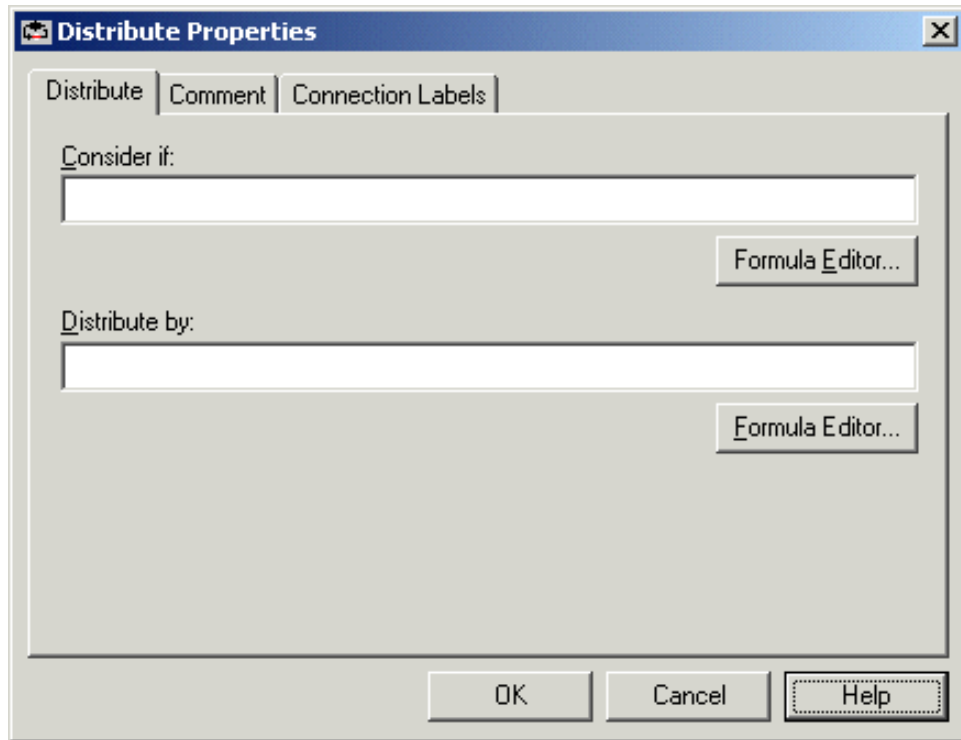 Distribute Properties
Distribute Comment Connection Labels
Consider if:
Formula Editor...
Distribute by:
Formula Editor...
OK Cancel Help